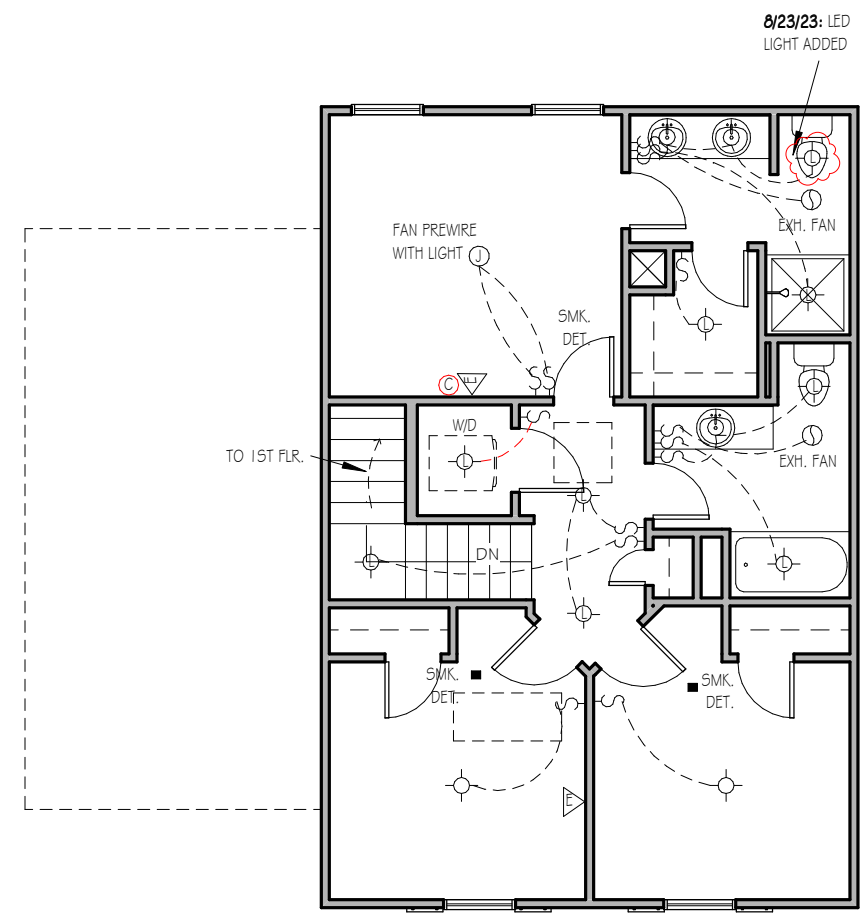 8/23/23: LED
LIGHT ADDED
FAN PREWIRE
WITH LIGHT
J
L
EXH. FAN
L
L
SMK.
DET.
C
E
W/D
L
L
EXH. FAN
TO 1ST FLR.
L
L
DN
L
L
SMK.
DET.
SMK.
DET.
E